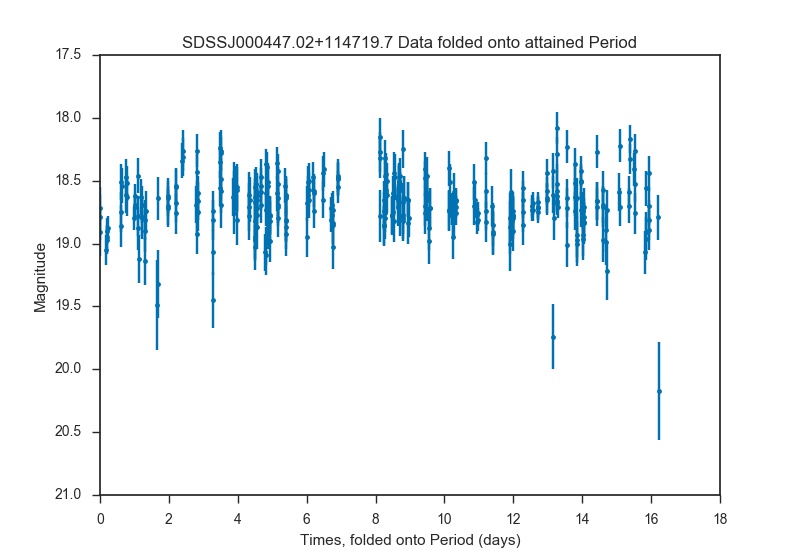 SDSSJ000447.02+114719.7 Data folded onto attained Period
17.5
18.0
18.5
19.0
19.5
20.0
20.5
21.0
Magnitude
0 2 4 6 8 10 12 14 16 18
Times, folded onto Period (days)